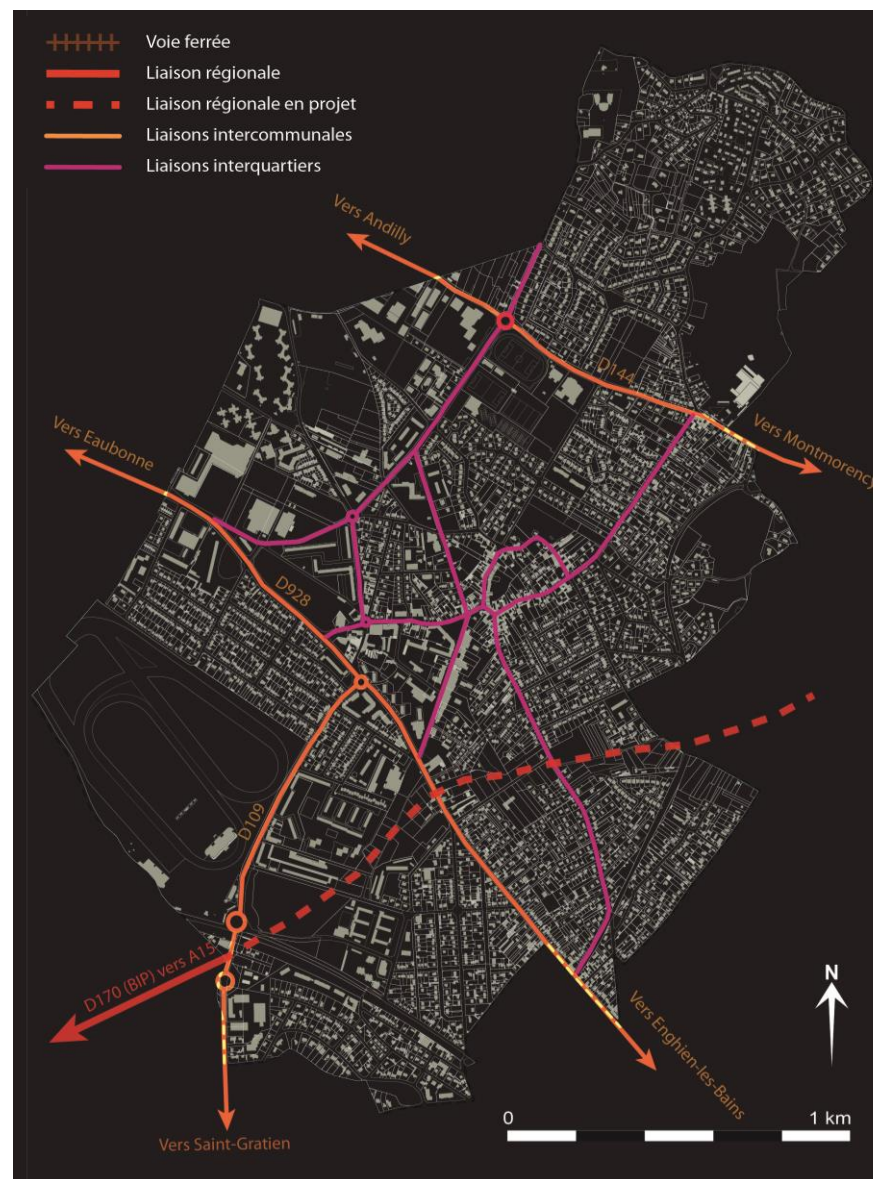 Voie ferrée
Liaison régionale
Liaison régionale en projet
Liaisons intercommunales
Liaisons interquartiers
Vers Andilly
D144
Vers Montmorency
Vers Eaubonne
D928
D109
D170 (BIP) vers A15
N
Vers Enghien-les-Bains
0 1 km
Vers Saint-Gratien